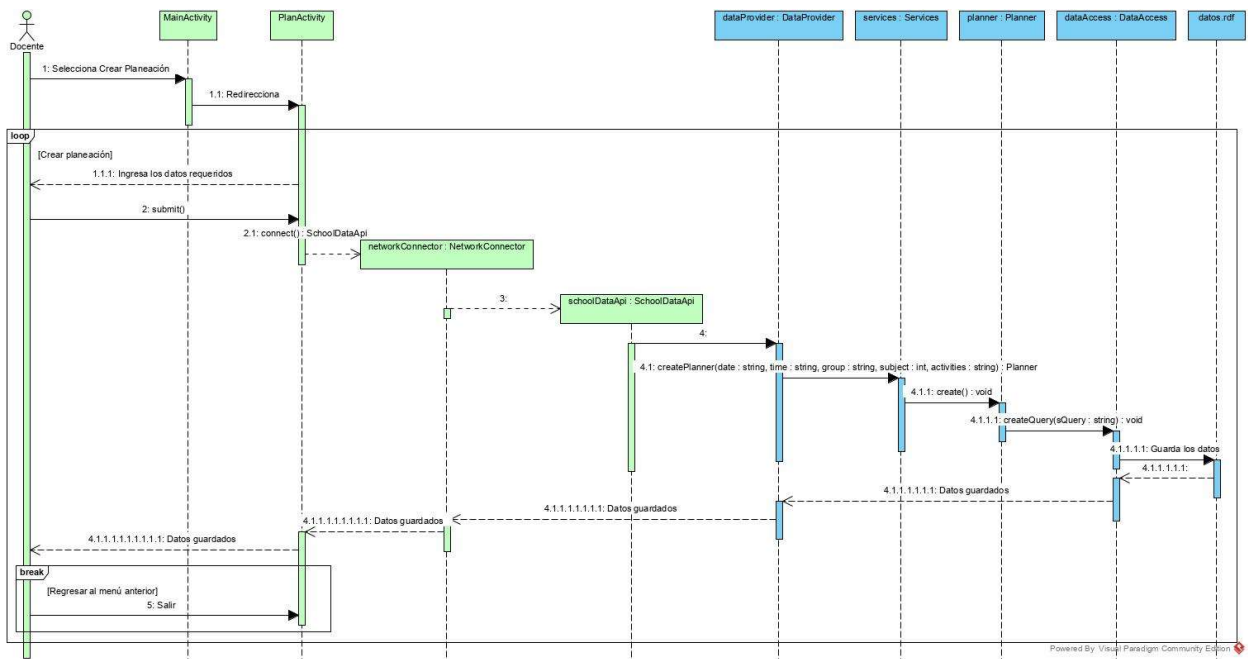 MainActivity
PlanActivity
dataProvider : DataProvider
services : Services
planner : Planner
dataAccess : DataAccess
datos.rdf
Docente
1: Selecciona Crear Planeación
1.1: Redirecciona
loop
[Crear planeación]
1.1.1: Ingresa los datos requeridos
2: submit()
2.1: connect() : SchoolDataApi
networkConnector : NetworkConnector
3:
schoolDataApi : SchoolDataApi
4:
4.1: createPlanner(date : string, time : string, group : string, subject : int, activities : string) : Planner
4.1.1: create() : void
4.1.1.1: createQuery(sQuery : string) : void
4.1.1.1.1: Guarda los datos
4.1.1.1.1.1:
4.1.1.1.1.1.1: Datos guardados
4.1.1.1.1.1.1.1: Datos guardados
4.1.1.1.1.1.1.1.1: Datos guardados
4.1.1.1.1.1.1.1.1.1: Datos guardados
break
[Regresar al menú anterior]
5: Salir
Powered By Visual Paradigm Community Edition